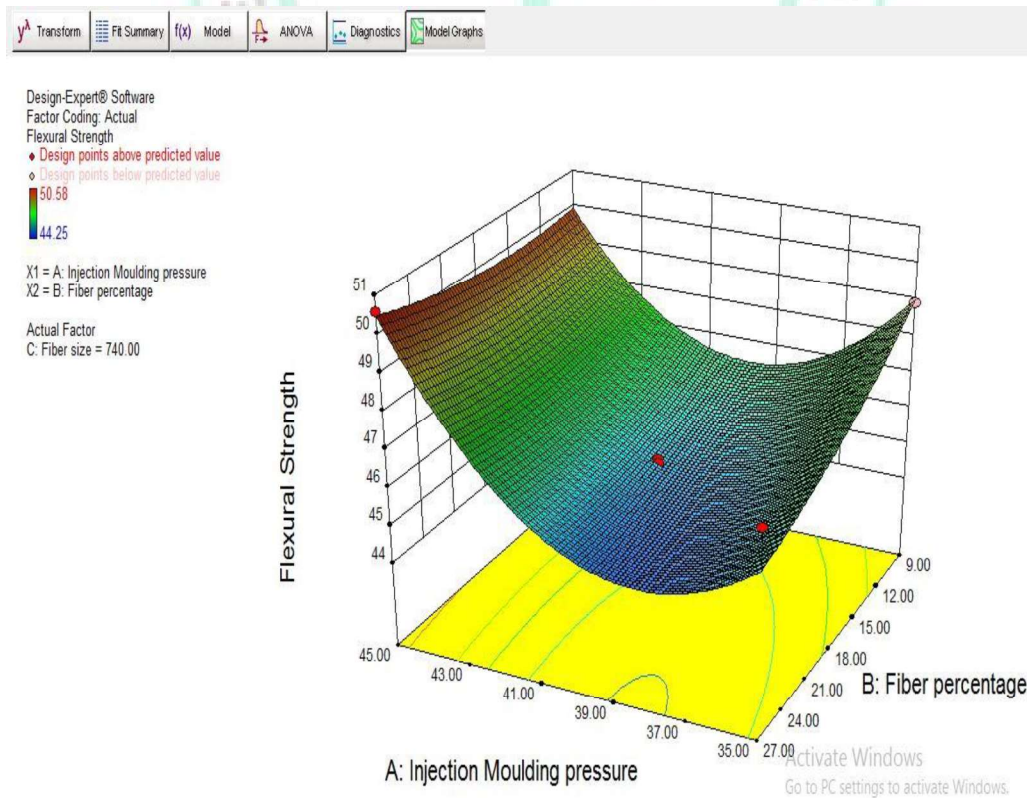 yλ Transform Fit Summary f(x) Model ANOVA Diagnostics Model Graphs
Design-Expert® Software
Factor Coding: Actual
Flexural Strength
Design points above predicted value
Design points below predicted value
50.58
44.25
X1 = A: Injection Moulding pressure
X2 = B: Fiber percentage
Actual Factor
C: Fiber size = 740.00
51
50
49
48
47
46
45
44
Flexural Strength
45.00
43.00
41.00
39.00
37.00
35.00
A: Injection Moulding pressure
9.00
12.00
15.00
18.00
21.00
24.00
27.00
B: Fiber percentage
Activate Windows
Go to PC settings to activate Windows.